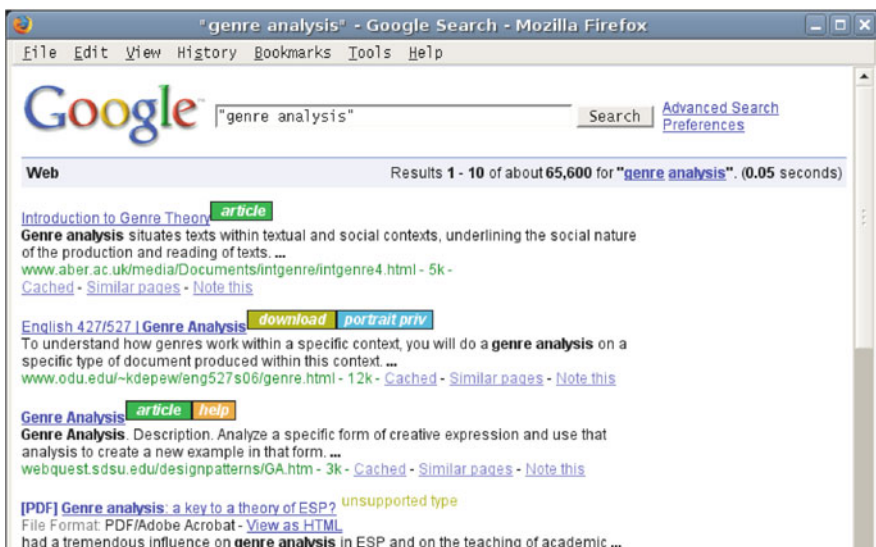 "genre analysis" - Google Search - Mozilla Firefox
File Edit View History Bookmarks Tools Help
Google "genre analysis" Search Advanced Search
Preferences
Web Results 1 - 10 of about 65,600 for "genre analysis". (0.05 seconds)
Introduction to Genre Theory article
Genre analysis situates texts within textual and social contexts, underlining the social nature
of the production and reading of texts. ...
www.aber.ac.uk/media/Documents/intgenre/intgenre4.html - 5k -
Cached - Similar pages - Note this
English 427/527 | Genre Analysis download portrait priv
To understand how genres work within a specific context, you will do a genre analysis on a
specific type of document produced within this context. ...
www.odu.edu/~kdepew/eng527s06/genre.html - 12k - Cached - Similar pages - Note this
Genre Analysis article help
Genre Analysis. Description. Analyze a specific form of creative expression and use that
analysis to create a new example in that form. ...
webquest.sdsu.edu/designpatterns/GA.htm - 3k - Cached - Similar pages - Note this
[PDF] Genre analysis: a key to a theory of ESP? unsupported type
File Format: PDF/Adobe Acrobat - View as HTML
had a tremendous influence on genre analysis in ESP and on the teaching of academic ...